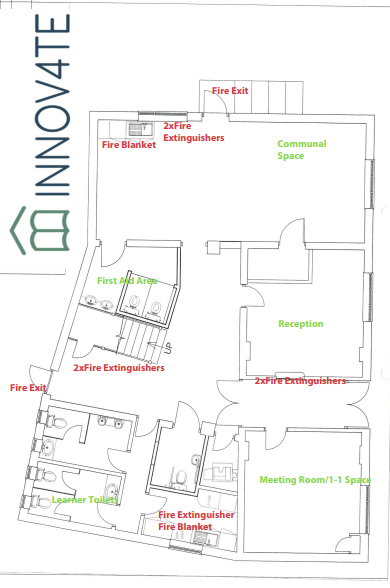 INNOV4TE
Fire Exit
2xFire
Extinguishers
Fire Blanket
Communal
Space
First Aid Area
Reception
UP
2xFire Extinguishers
2xFire Extinguishers
Fire Exit
Meeting Room/1-1 Space
Learner Toilets
Fire Extinguisher
Fire Blanket